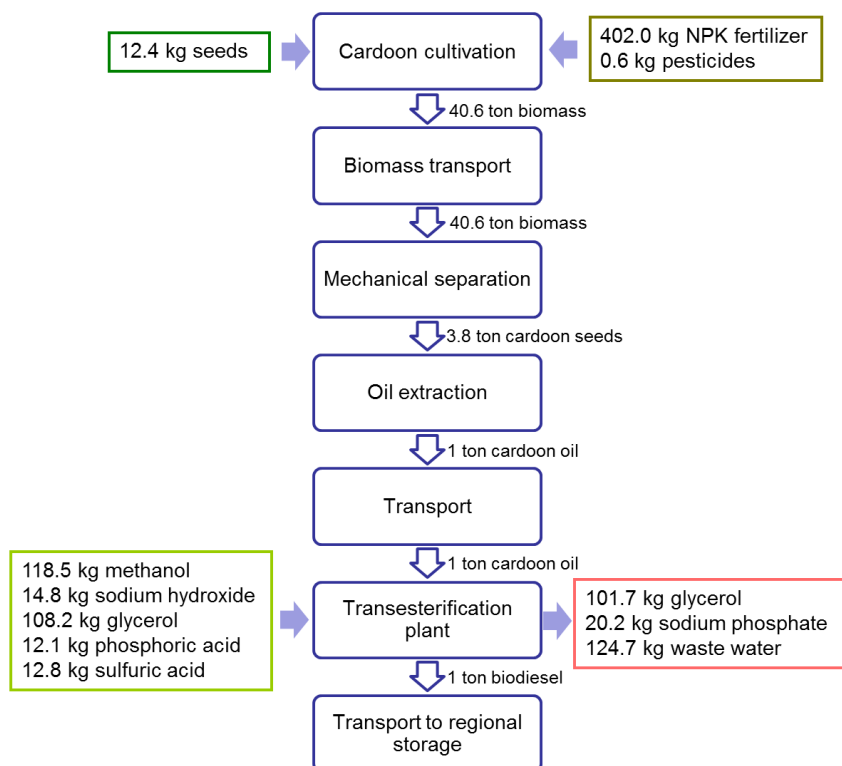 12.4 kg seeds
Cardoon cultivation
402.0 kg NPK fertilizer
0.6 kg pesticides
40.6 ton biomass
Biomass transport
40.6 ton biomass
Mechanical separation
3.8 ton cardoon seeds
Oil extraction
1 ton cardoon oil
Transport
1 ton cardoon oil
118.5 kg methanol
14.8 kg sodium hydroxide
108.2 kg glycerol
12.1 kg phosphoric acid
12.8 kg sulfuric acid
Transesterification
plant
101.7 kg glycerol
20.2 kg sodium phosphate
124.7 kg waste water
1 ton biodiesel
Transport to regional
storage